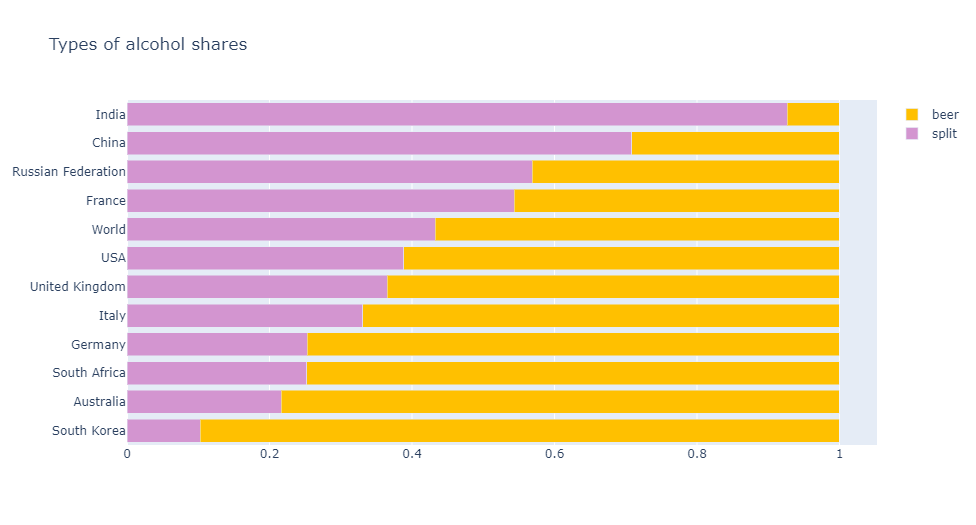 Types of alcohol shares
India
China
Russian Federation
France
World
USA
United Kingdom
Italy
Germany
South Africa
Australia
South Korea
0 0.2 0.4 0.6 0.8 1
beer
split